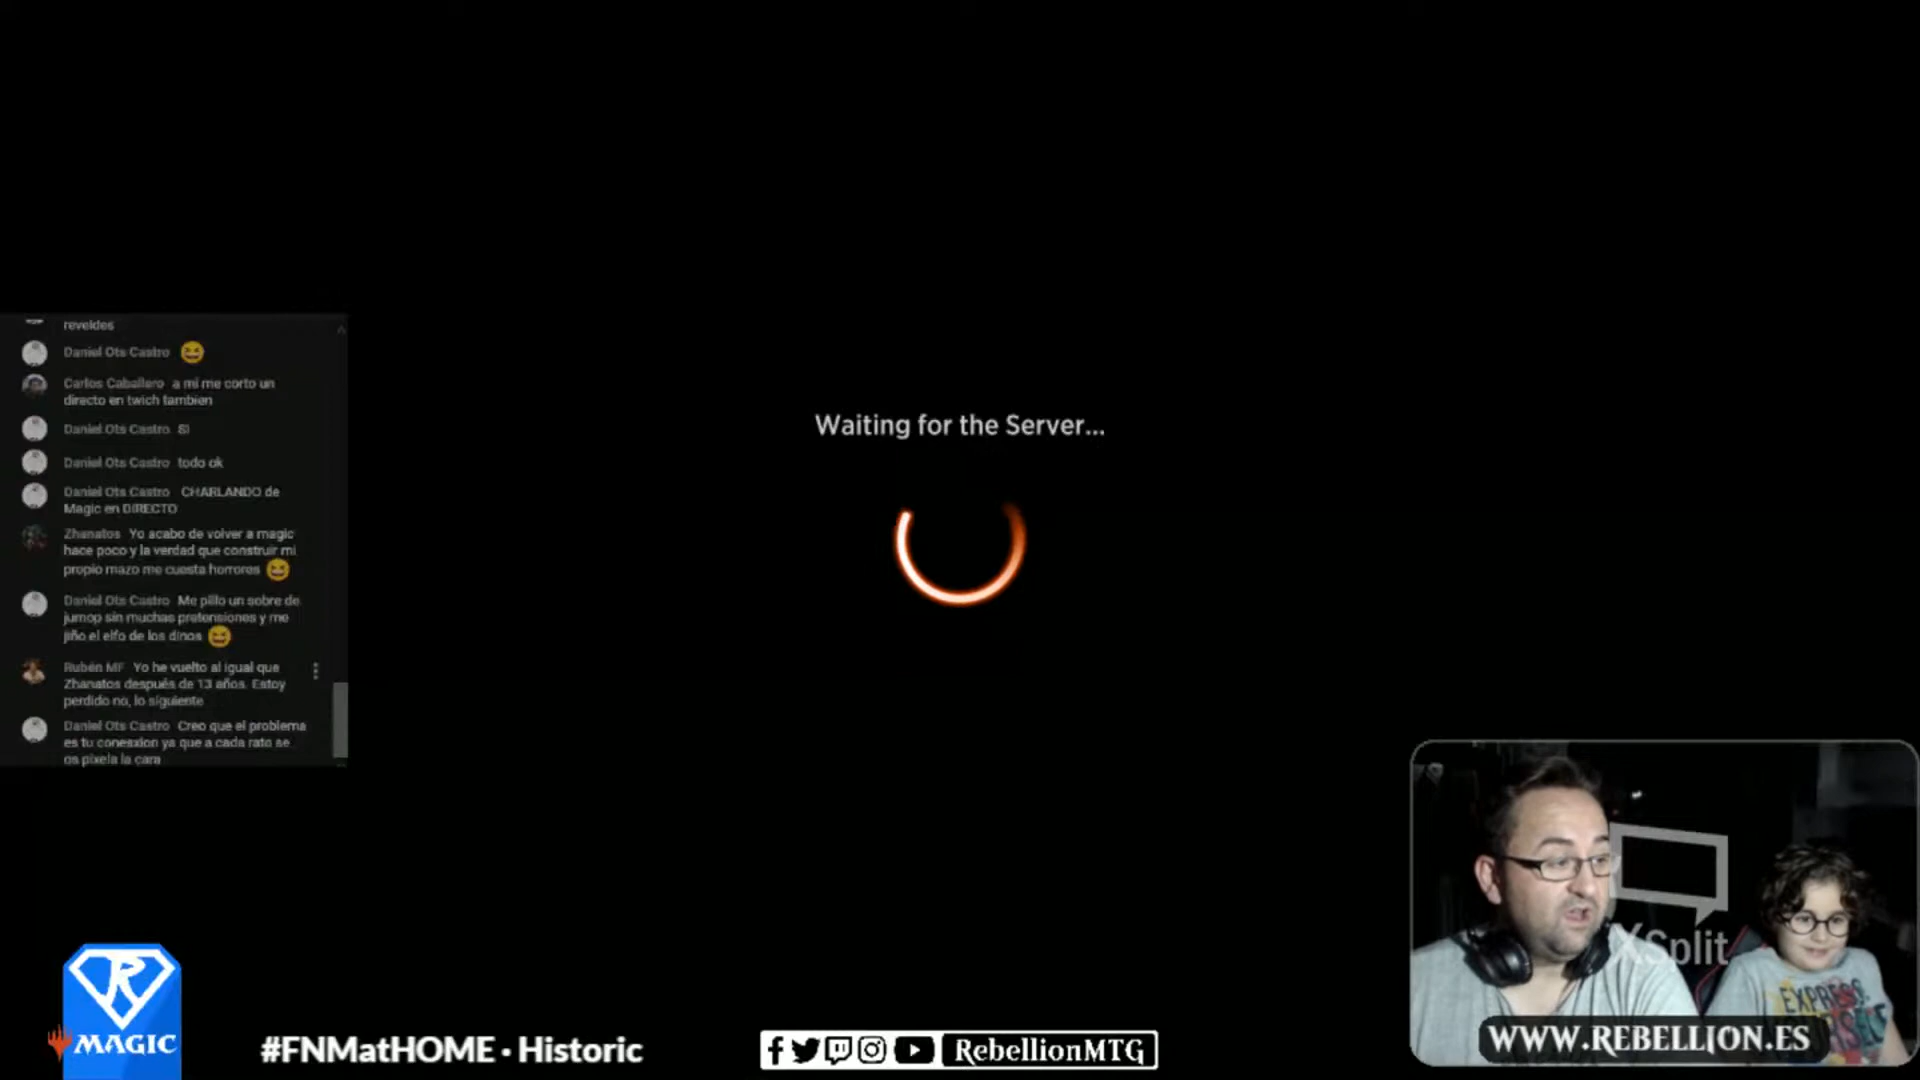 reveldes
Daniel Ots Castro
Carlos Caballero a mi me corto un
directo en twich tambien
Daniel Ots Castro SI
Daniel Ots Castro todo ok
Daniel Ots Castro CHARLANDO de
Magic en DIRECTO
Zhanatos Yo acabo de volver a magic
hace poco y la verdad que construir mi
propio mazo me cuesta horrores
Daniel Ots Castro Me pillo un sobre de
jumop sin muchas pretensiones y me
jiño el elfo de los dinos
Rubén MF Yo he vuelto al igual que
Zhanatos después de 13 años. Estoy
perdido no, lo siguiente
Daniel Ots Castro Creo que el problema
es tu conesxion ya que a cada rato se
os pixela la cara
Waiting for the Server...
XSplit
EXPRESS
WWW.REBELLION.ES
R
MAGIC
#FNMatHOME • Historic
RebellionMTG